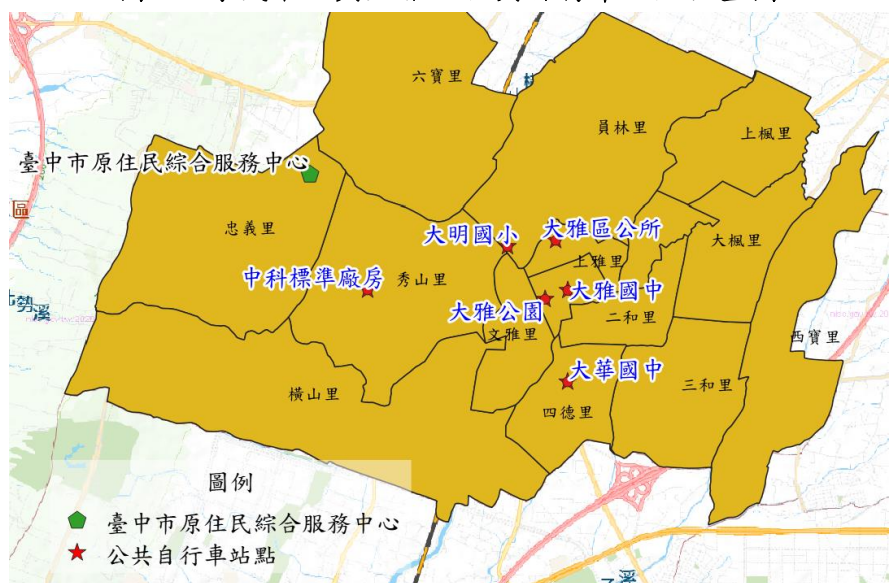 六寶里
員林里
上楓里
臺中市原住民綜合服務中心
區
忠義里
大明國小
大雅區公所
大楓里
上雅里
中科標準廠房
秀山里
大雅國中
大雅公園
二和里
文雅里
西寶里
大華國中
橫山里
三和里
四德里
圖例
臺中市原住民綜合服務中心
公共自行車站點